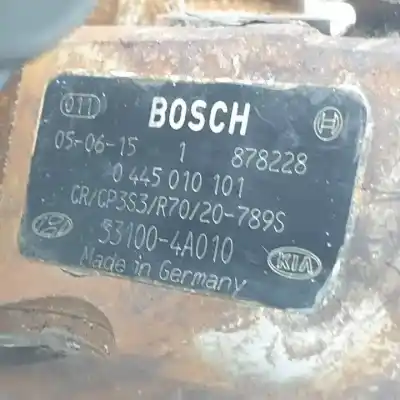 011 BOSCH
05-06-15 1 878228
0 445 010 101
CR/CP3S3/R70/20-789S
33100-4A010
KIA
Made in Germany